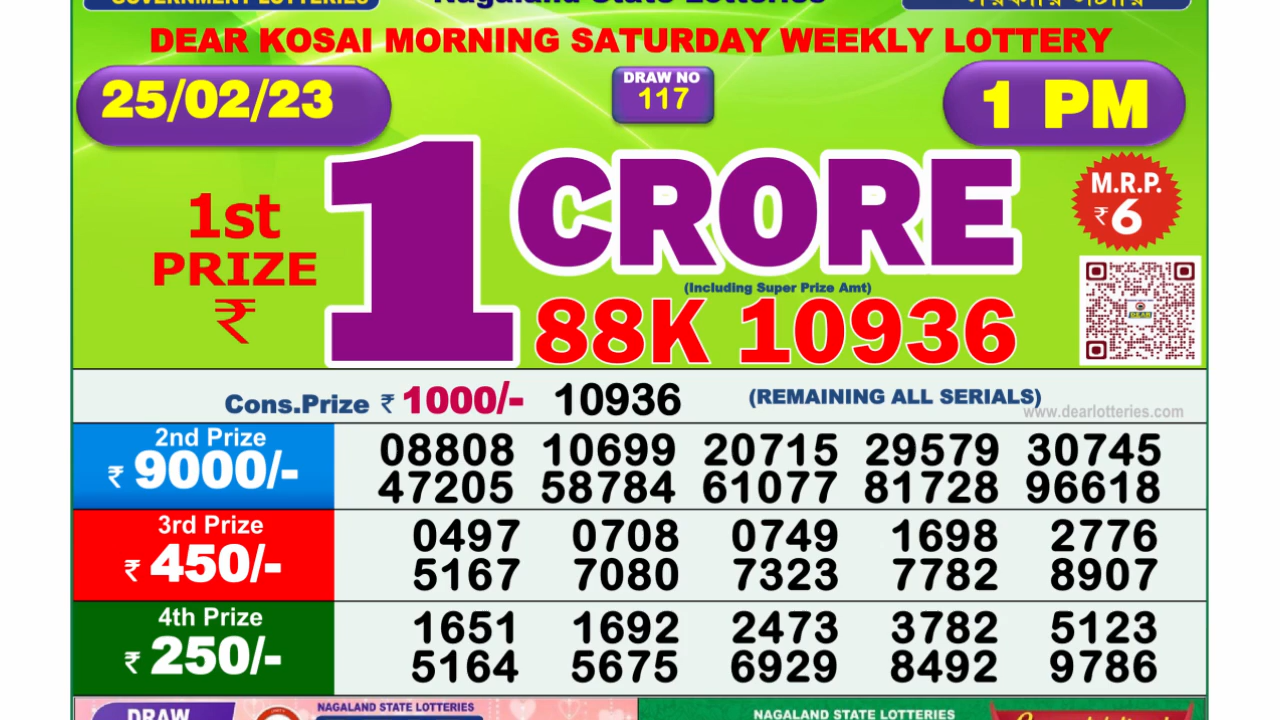 GOVERNMENT LOTTERIES
Nagaland State Lotteries
DEAR KOSAI MORNING SATURDAY WEEKLY LOTTERY
25/02/23
DRAW NO
117
1 PM
1st
PRIZE
₹
1 CRORE
(Including Super Prize Amt)
88K 10936
M.R.P.
₹6
Cons.Prize ₹ 1000/- 10936 (REMAINING ALL SERIALS)
www.dearlotteries.com
2nd Prize
₹ 9000/-
08808 10699 20715 29579 30745
47205 58784 61077 81728 96618
3rd Prize
₹ 450/-
0497 0708 0749 1698 2776
5167 7080 7323 7782 8907
4th Prize
₹ 250/-
1651 1692 2473 3782 5123
5164 5675 6929 8492 9786
DRAW
NAGALAND STATE LOTTERIES
NAGALAND STATE LOTTERIES